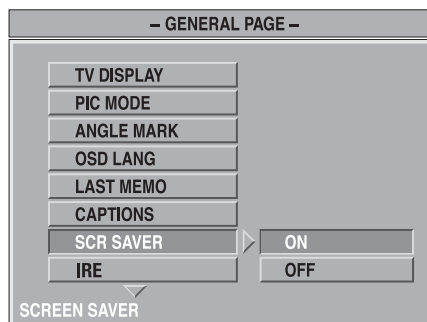 – GENERAL PAGE –
TV DISPLAY
PIC MODE
ANGLE MARK
OSD LANG
LAST MEMO
CAPTIONS
SCR SAVER ON
IRE OFF
SCREEN SAVER